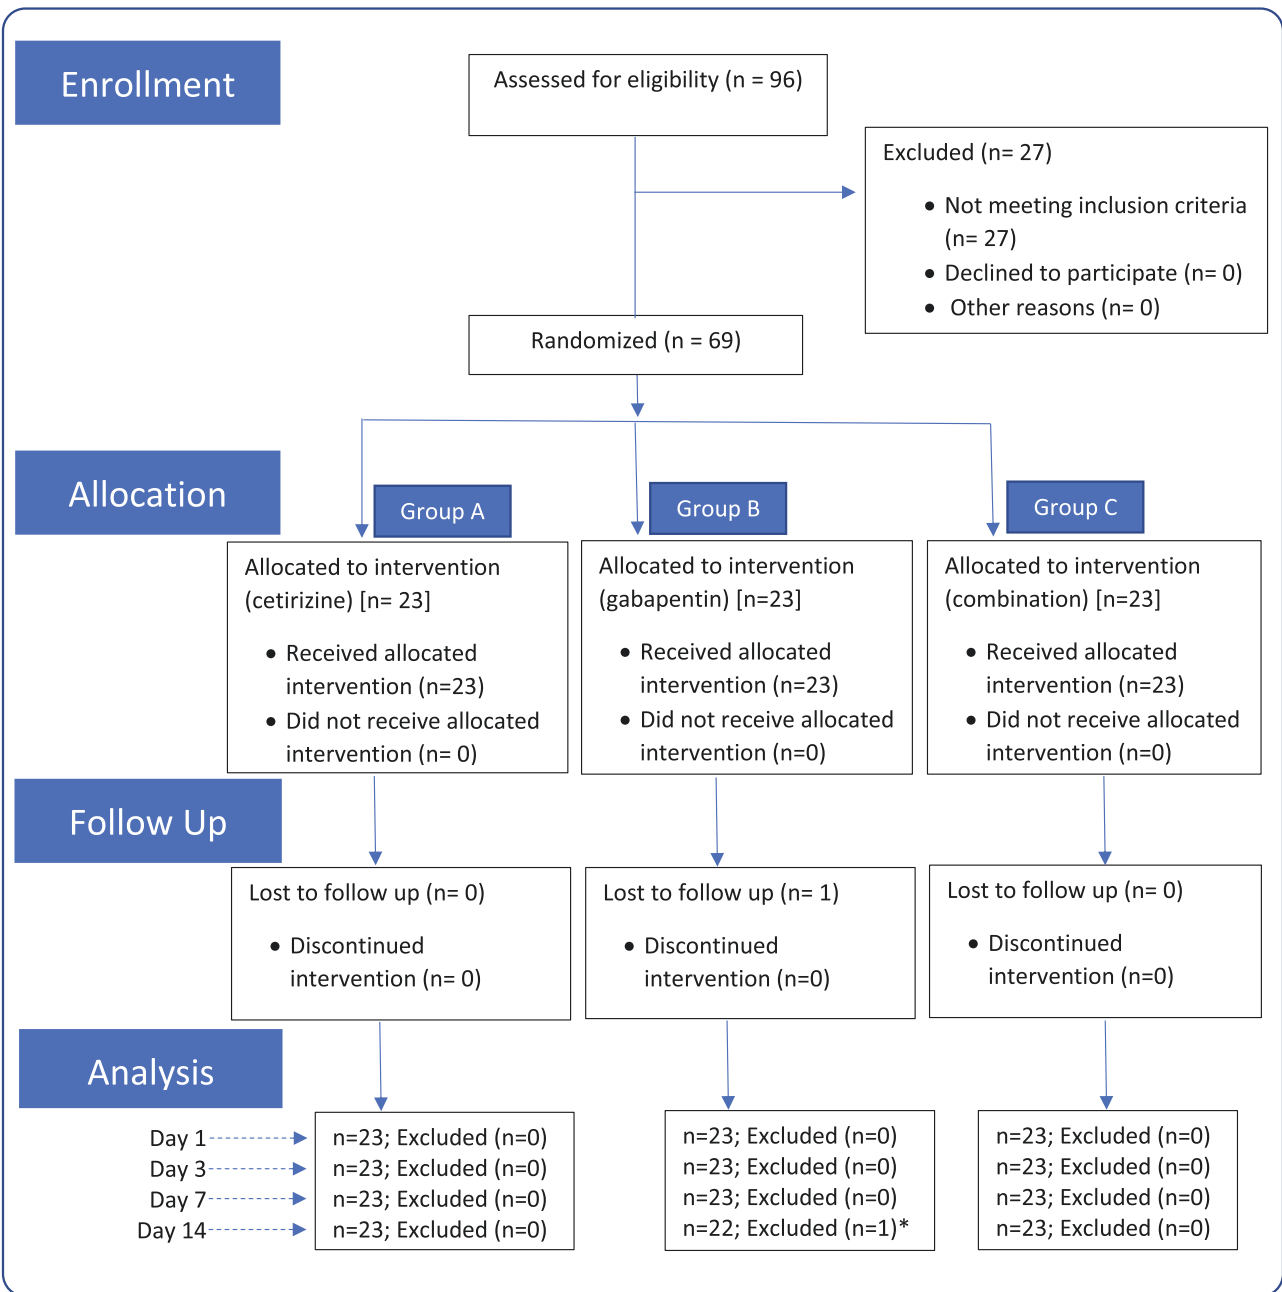 Enrollment
Assessed for eligibility (n = 96)
Excluded (n= 27)
• Not meeting inclusion criteria
(n= 27)
• Declined to participate (n= 0)
• Other reasons (n= 0)
Randomized (n = 69)
Allocation
Group A
Group B
Group C
Allocated to intervention
(cetirizine) [n= 23]
• Received allocated
intervention (n=23)
• Did not receive allocated
intervention (n= 0)
Allocated to intervention
(gabapentin) [n=23]
• Received allocated
intervention (n=23)
• Did not receive allocated
intervention (n=0)
Allocated to intervention
(combination) [n=23]
• Received allocated
intervention (n=23)
• Did not receive allocated
intervention (n=0)
Follow Up
Lost to follow up (n= 0)
• Discontinued
intervention (n= 0)
Lost to follow up (n= 1)
• Discontinued
intervention (n=0)
Lost to follow up (n= 0)
• Discontinued
intervention (n=0)
Analysis
Day 1
Day 3
Day 7
Day 14
n=23; Excluded (n=0)
n=23; Excluded (n=0)
n=23; Excluded (n=0)
n=23; Excluded (n=0)
n=23; Excluded (n=0)
n=23; Excluded (n=0)
n=23; Excluded (n=0)
n=22; Excluded (n=1)*
n=23; Excluded (n=0)
n=23; Excluded (n=0)
n=23; Excluded (n=0)
n=23; Excluded (n=0)